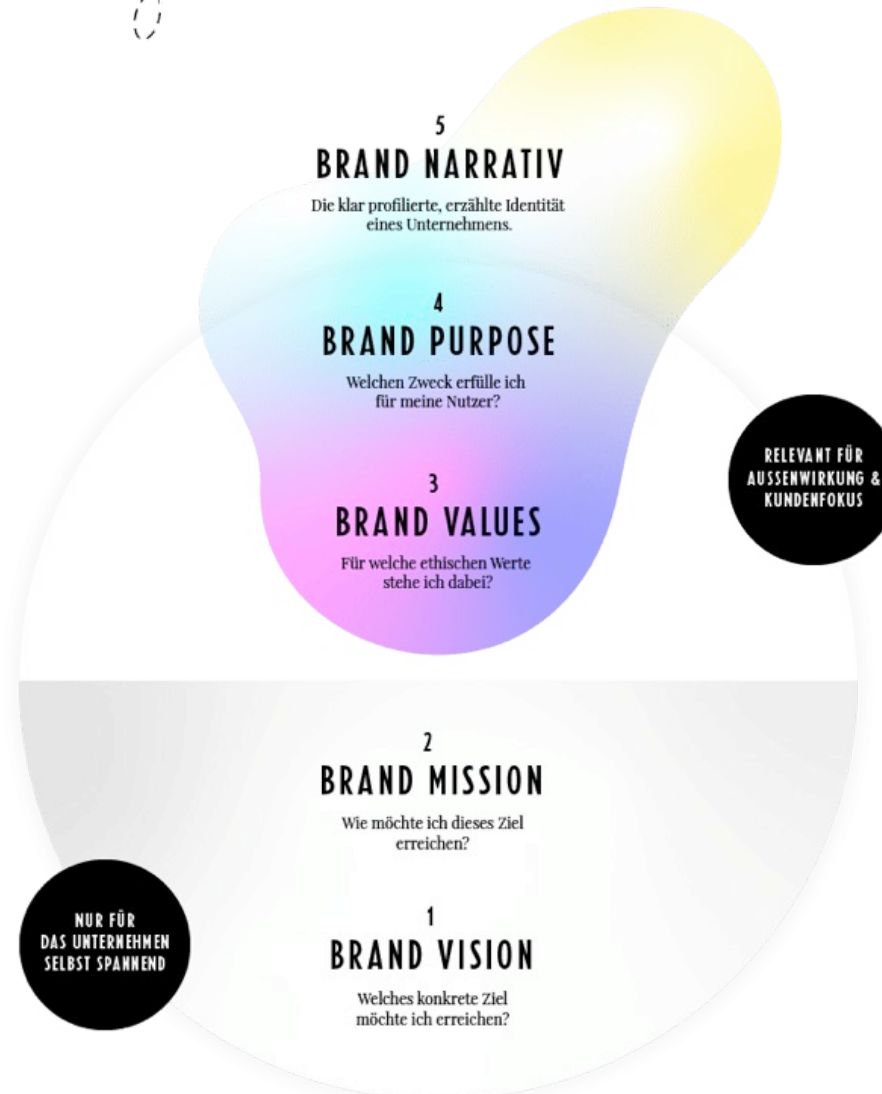 5
BRAND NARRATIV
Die klar profilierte, erzählte Identität
eines Unternehmens.
4
BRAND PURPOSE
Welchen Zweck erfülle ich
für meine Nutzer?
RELEVANT FÜR
AUSSENWIRKUNG &
KUNDENFOKUS
3
BRAND VALUES
Für welche ethischen Werte
stehe ich dabei?
2
BRAND MISSION
Wie möchte ich dieses Ziel
erreichen?
NUR FÜR
DAS UNTERNEHMEN
SELBST SPANNEND
1
BRAND VISION
Welches konkrete Ziel
möchte ich erreichen?